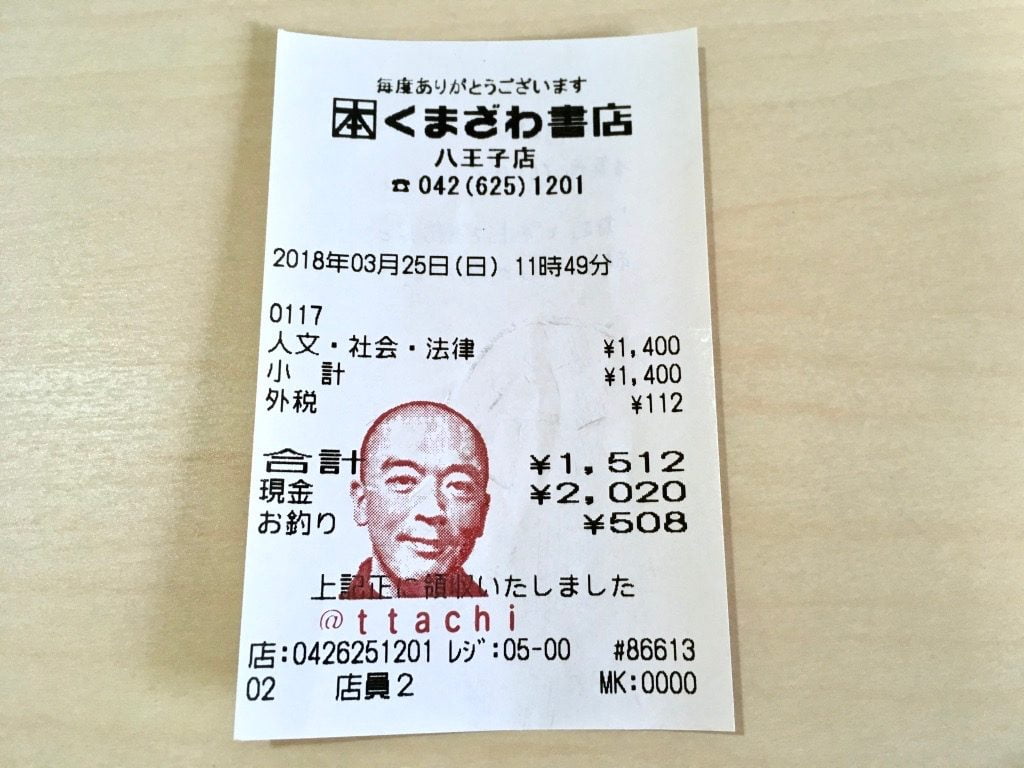 毎度ありがとうございます
本くまざわ書店
八王子店
☎042(625)1201
2018年03月25日(日) 11時49分
0117
人文・社会・法律 ¥1,400
小 計 ¥1,400
外税 ¥112
合計 ¥1,512
現金 ¥2,020
お釣り ¥508
上記正に領収いたしました
@ttachi
店:0426251201 ﾚｼﾞ:05-00 #86613
02 店員2 MK:0000